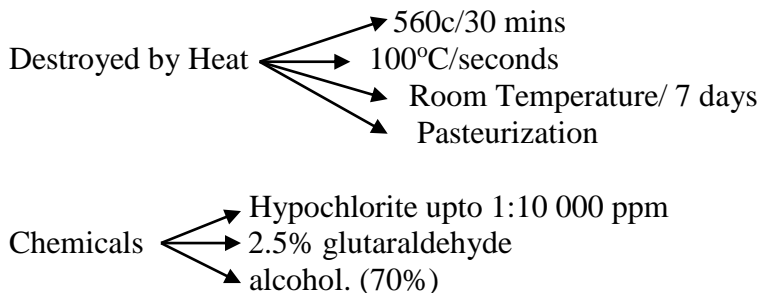 560c/30 mins
Destroyed by Heat 100ºC/seconds
Room Temperature/ 7 days
Pasteurization
Hypochlorite upto 1:10 000 ppm
Chemicals 2.5% glutaraldehyde
alcohol. (70%)